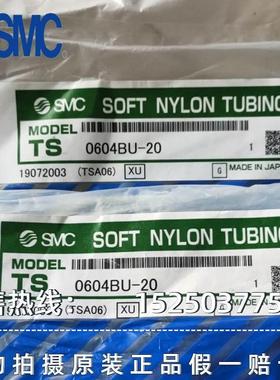 SMC
SMC SOFT NYLON TUBING
MODEL
TS 0604BU-20 1
19072003 (TSA06) XU G MADE IN JAPAN
SMC SOFT NYLON TUBING
MODEL
TS 0604BU-20 1
售热线: 152503775
(TSA06) XU
拍摄原装正品假一赔